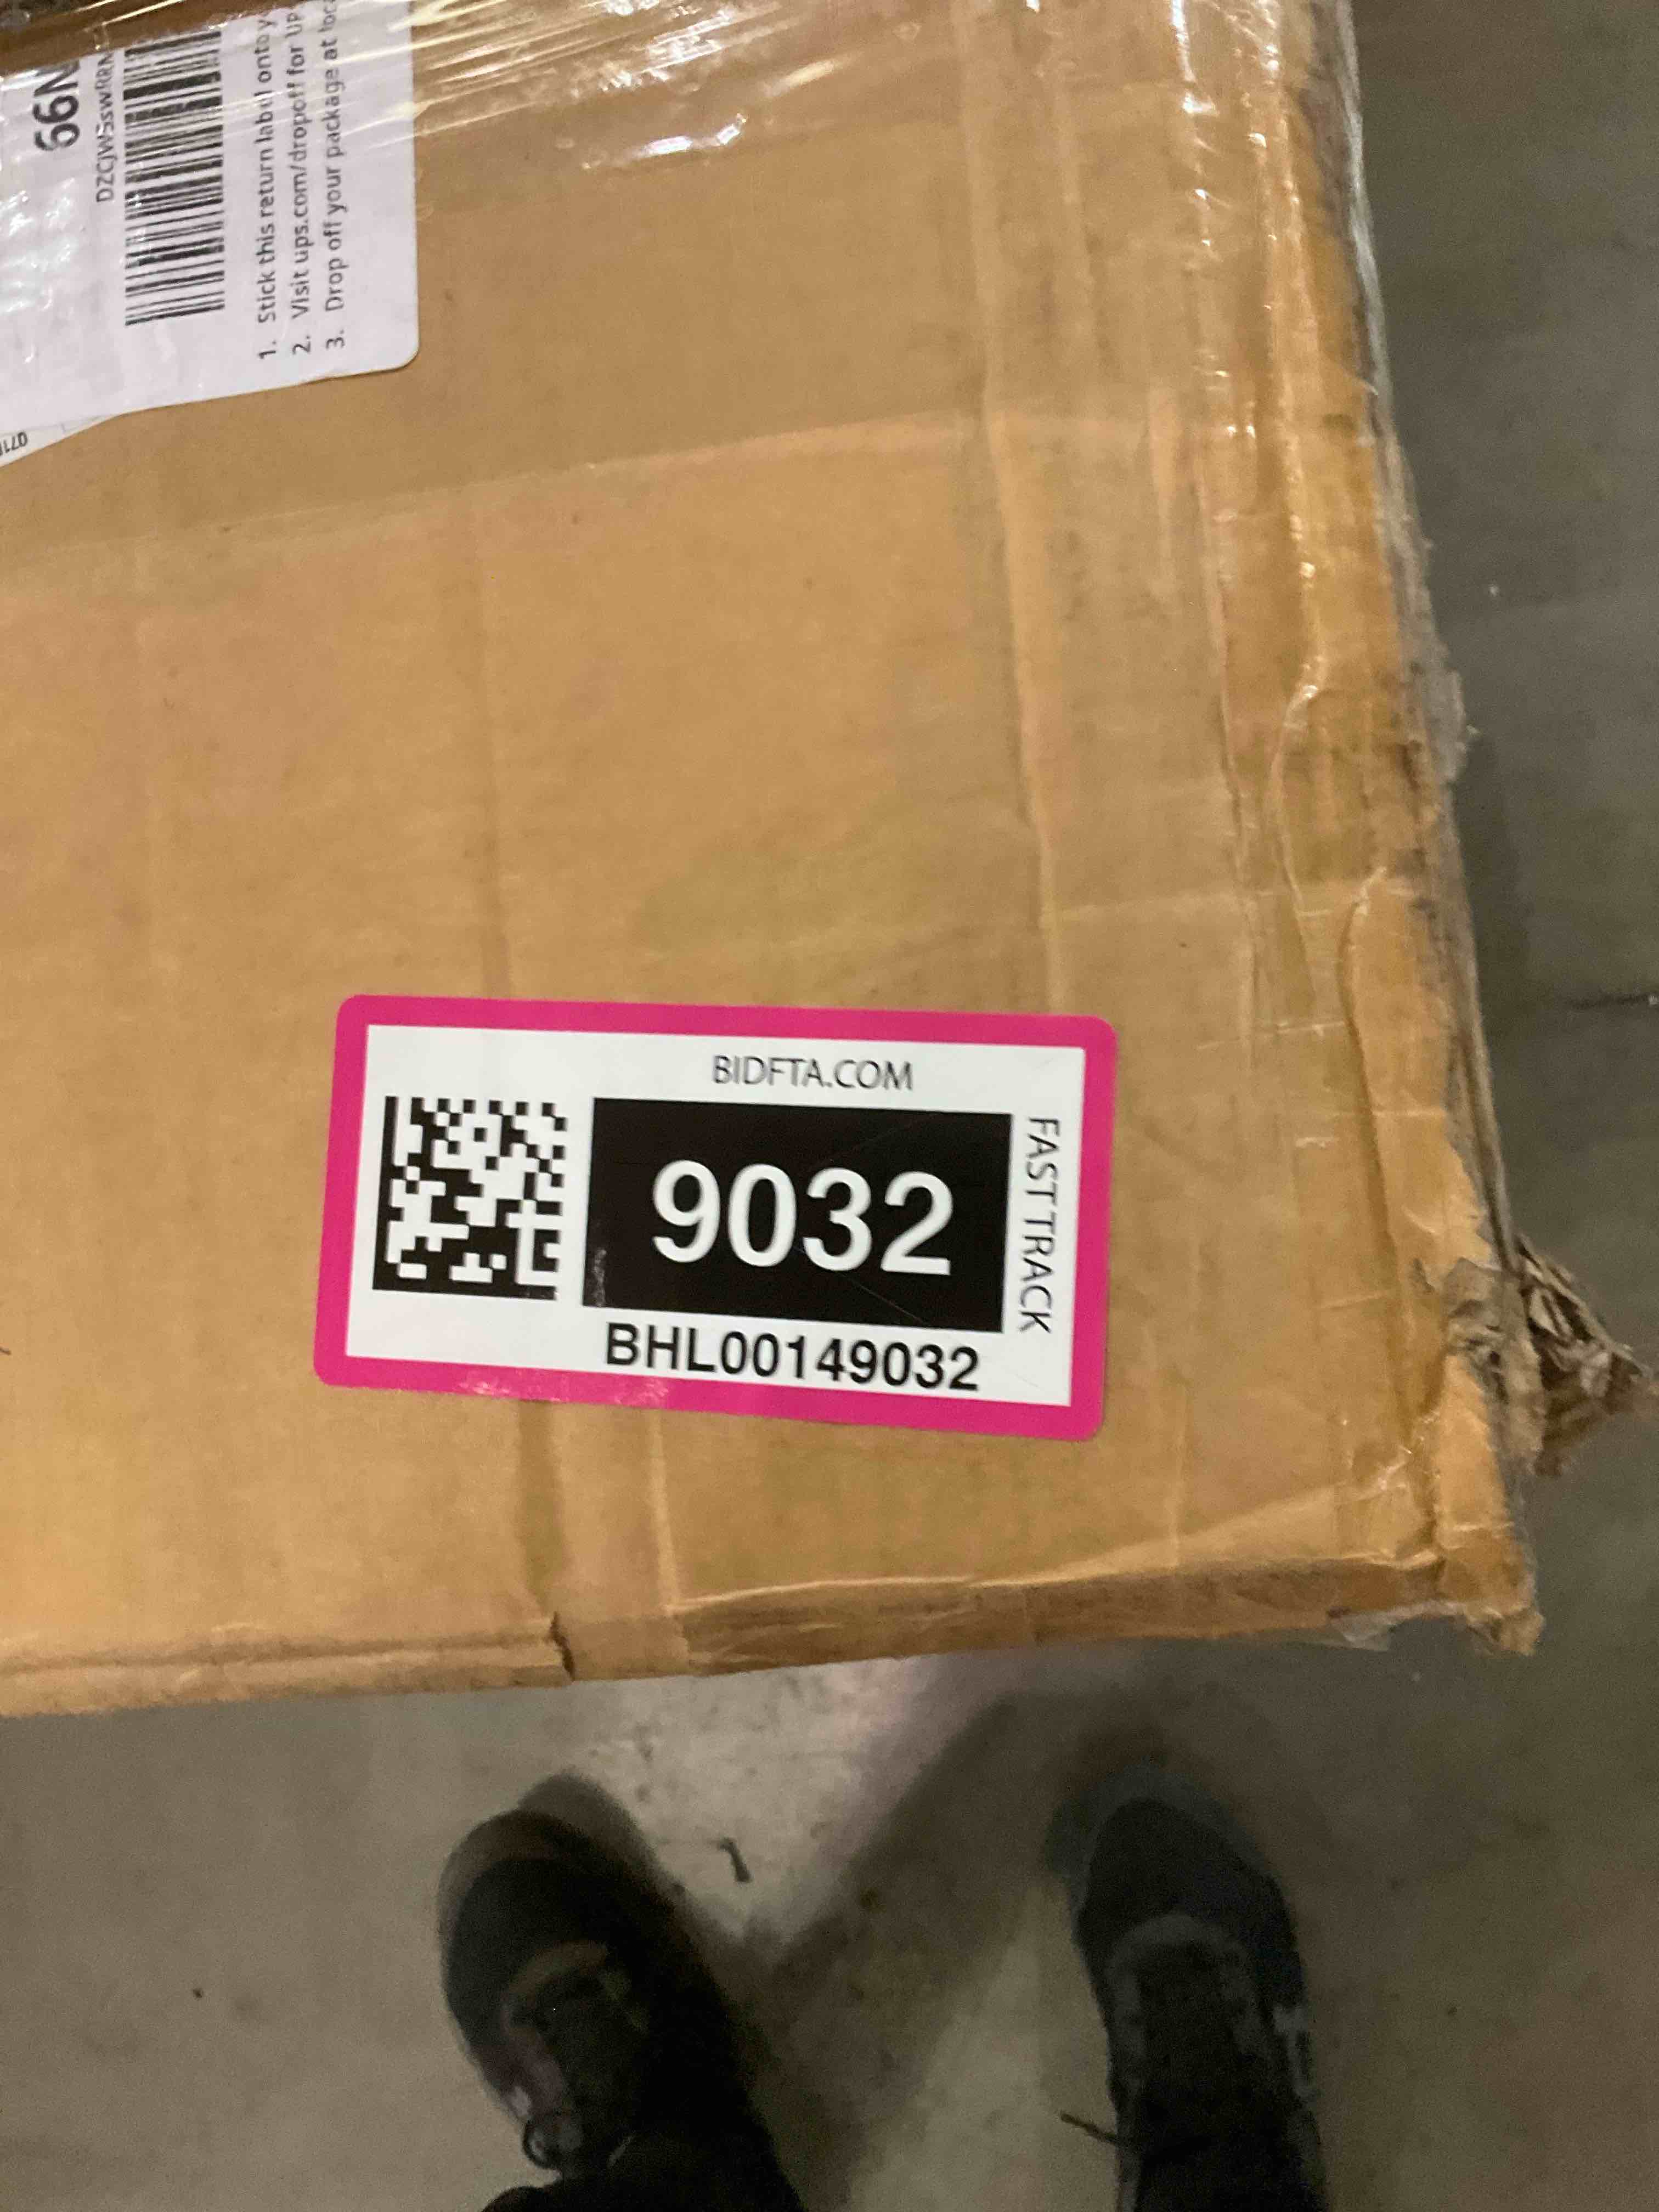 66N
1. Stick this return label onto y
2. Visit ups.com/dropoff for UP
3. Drop off your package at loc
BIDFTA.COM
9032
FAST TRACK
BHL00149032